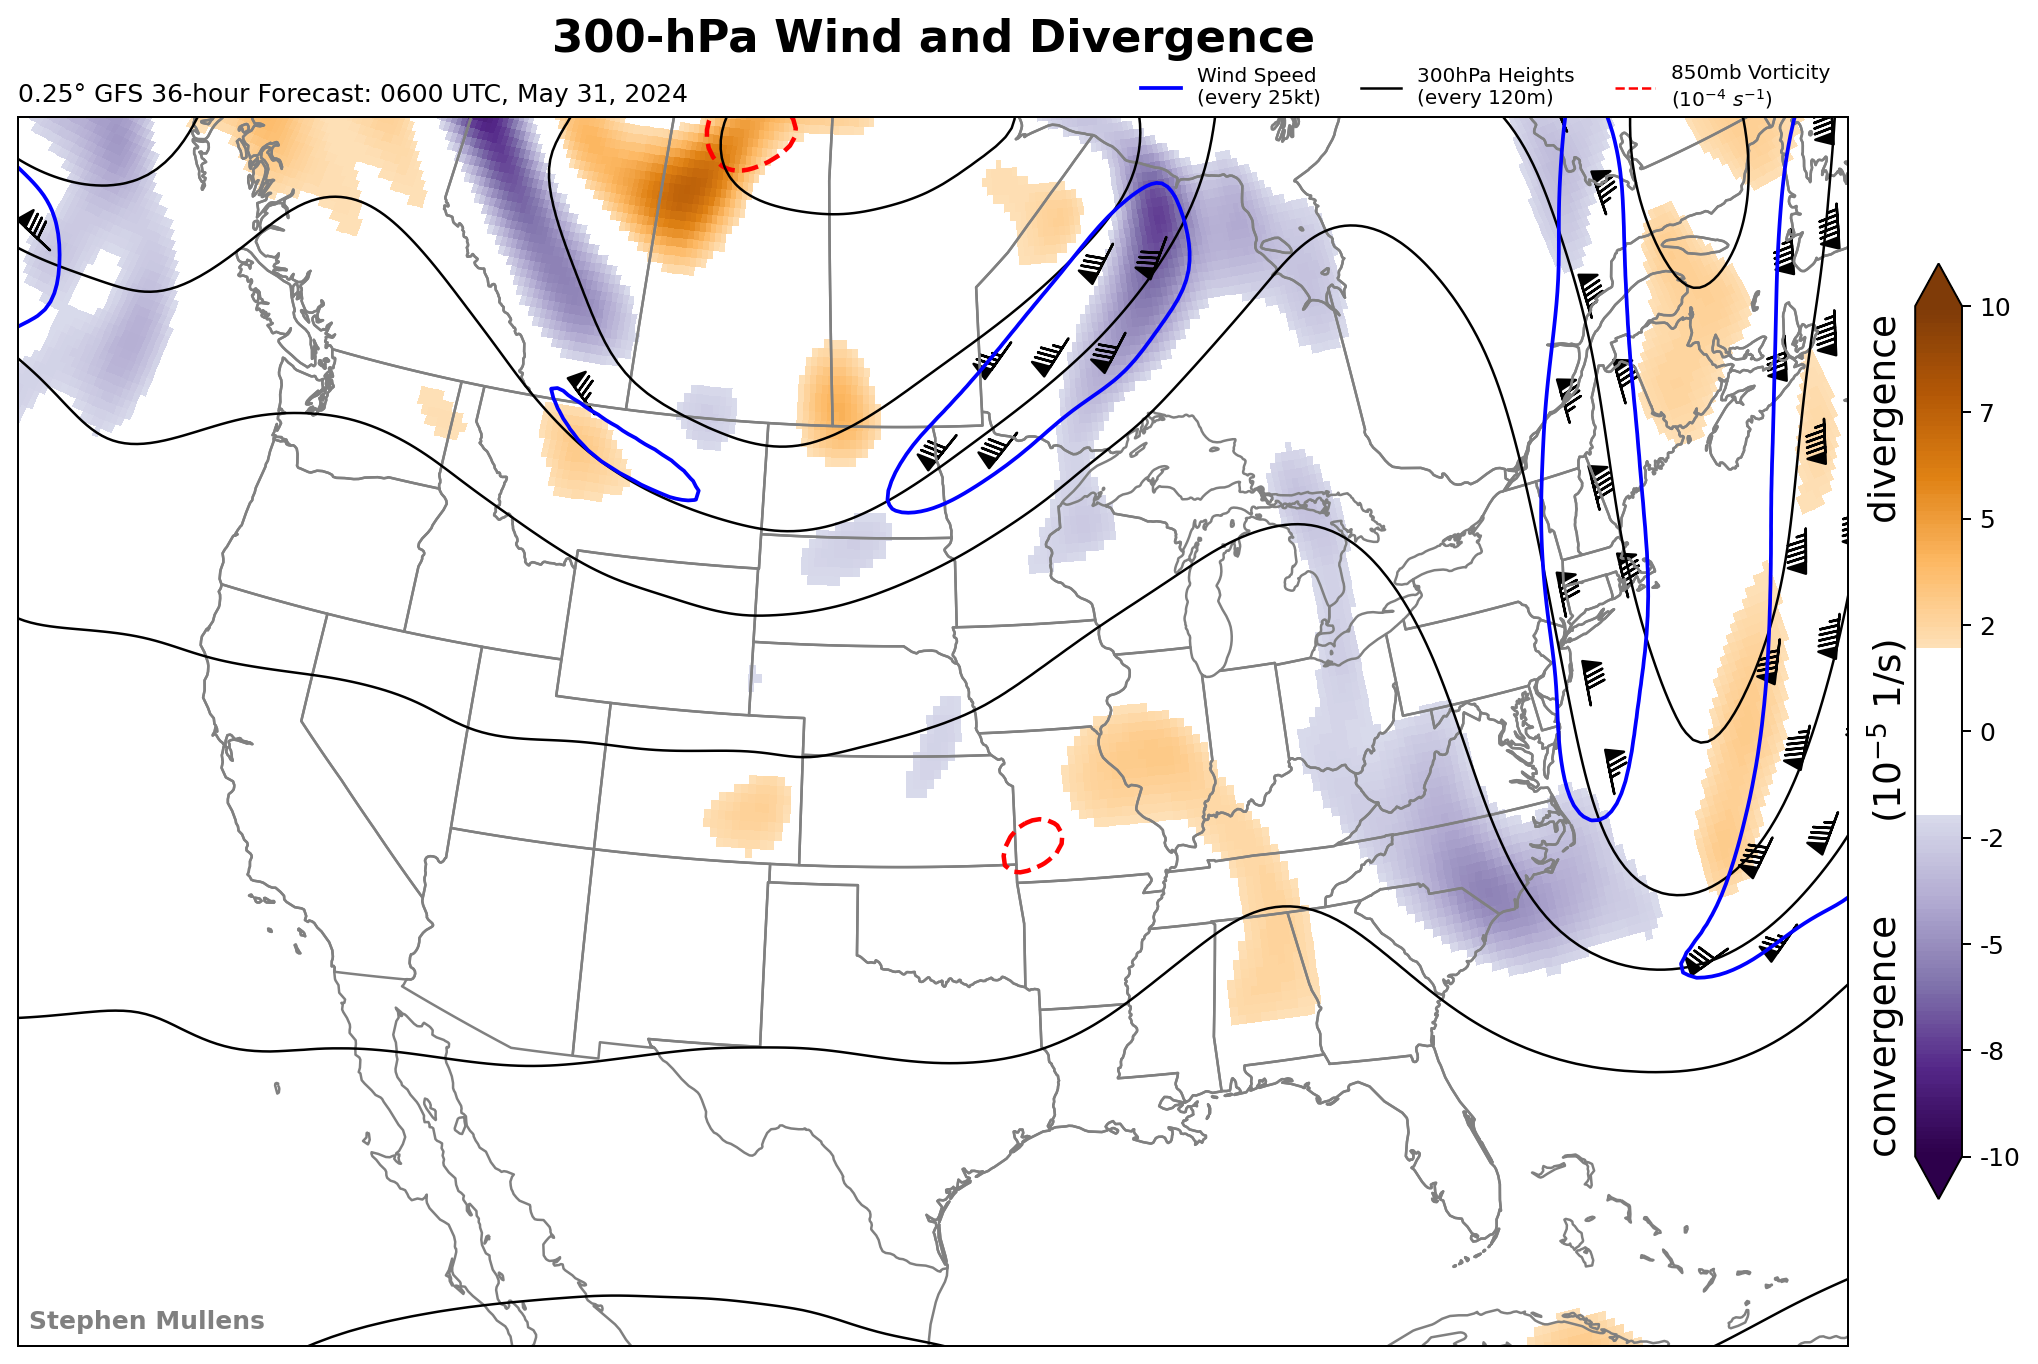 300-hPa Wind and Divergence
0.25° GFS 36-hour Forecast: 0600 UTC, May 31, 2024
Wind Speed
(every 25kt)
300hPa Heights
(every 120m)
850mb Vorticity
(10⁻⁴ s⁻¹)
convergence (10⁻⁵ 1/s) divergence
10
7
5
2
0
-2
-5
-8
-10
Stephen Mullens